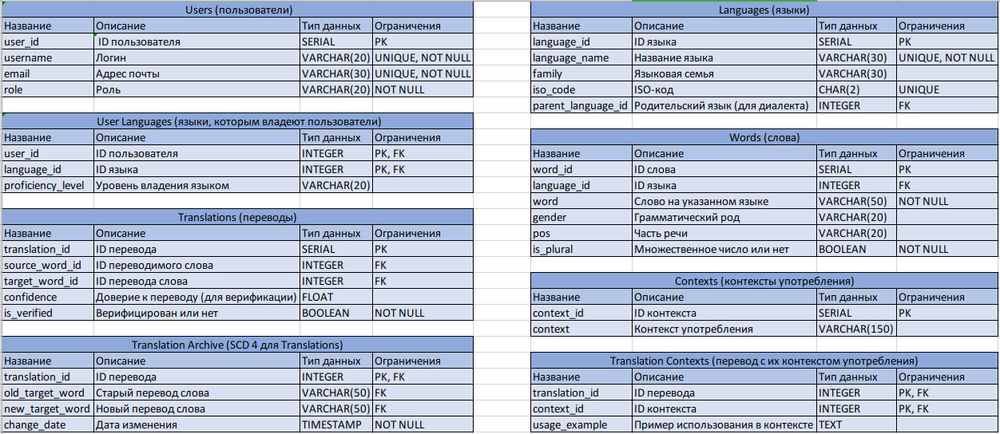 Users (пользователи)
Название Описание Тип данных Ограничения
user_id ID пользователя SERIAL PK
username Логин VARCHAR(20) UNIQUE, NOT NULL
email Адрес почты VARCHAR(30) UNIQUE, NOT NULL
role Роль VARCHAR(20) NOT NULL
User Languages (языки, которым владеют пользователи)
Название Описание Тип данных Ограничения
user_id ID пользователя INTEGER PK, FK
language_id ID языка INTEGER PK, FK
proficiency_level Уровень владения языком VARCHAR(20)
Translations (переводы)
Название Описание Тип данных Ограничения
translation_id ID перевода SERIAL PK
source_word_id ID переводимого слова INTEGER FK
target_word_id ID перевода слова INTEGER FK
confidence Доверие к переводу (для верификации) FLOAT
is_verified Верифицирован или нет BOOLEAN NOT NULL
Translation Archive (SCD 4 для Translations)
Название Описание Тип данных Ограничения
translation_id ID перевода INTEGER PK, FK
old_target_word Старый перевод слова VARCHAR(50) FK
new_target_word Новый перевод слова VARCHAR(50) FK
change_date Дата изменения TIMESTAMP NOT NULL
Languages (языки)
Название Описание Тип данных Ограничения
language_id ID языка SERIAL PK
language_name Название языка VARCHAR(30) UNIQUE, NOT NULL
family Языковая семья VARCHAR(30)
iso_code ISO-код CHAR(2) UNIQUE
parent_language_id Родительский язык (для диалекта) INTEGER FK
Words (слова)
Название Описание Тип данных Ограничения
word_id ID слова SERIAL PK
language_id ID языка INTEGER FK
word Слово на указанном языке VARCHAR(50) NOT NULL
gender Грамматический род VARCHAR(20)
pos Часть речи VARCHAR(20)
is_plural Множественное число или нет BOOLEAN NOT NULL
Contexts (контексты употребления)
Название Описание Тип данных Ограничения
context_id ID контекста SERIAL PK
context Контекст употребления VARCHAR(150)
Translation Contexts (перевод с их контекстом употребления)
Название Описание Тип данных Ограничения
translation_id ID перевода INTEGER PK, FK
context_id ID контекста INTEGER PK, FK
usage_example Пример использования в контексте TEXT